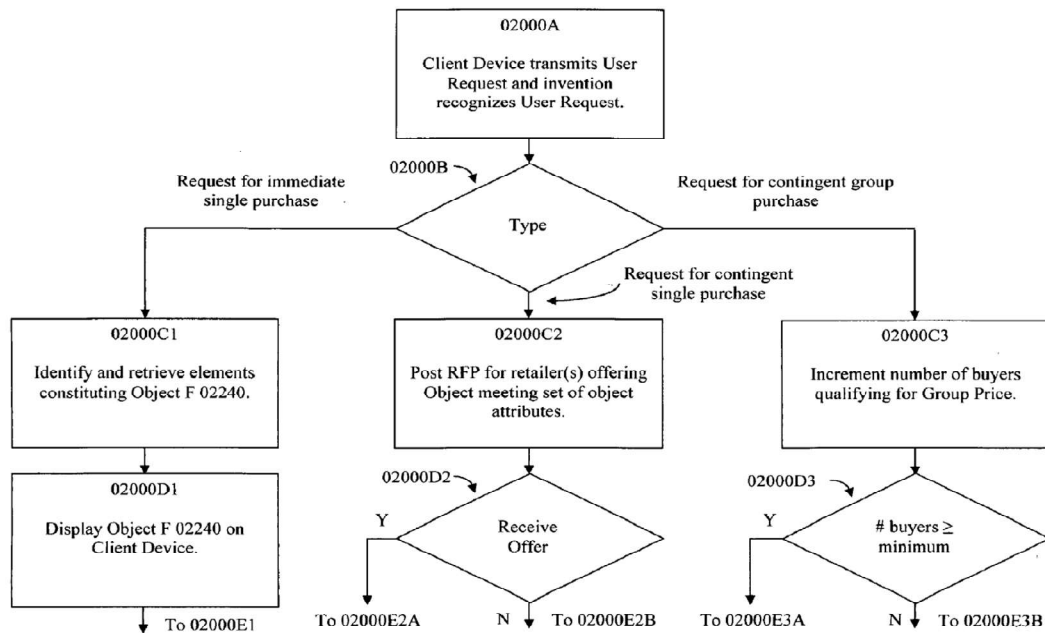 02000A
Client Device transmits User
Request and invention
recognizes User Request.
02000B
Request for immediate
single purchase
Type
Request for contingent group
purchase
Request for contingent
single purchase
02000C1
Identify and retrieve elements
constituting Object F 02240.
02000C2
Post RFP for retailer(s) offering
Object meeting set of object
attributes.
02000C3
Increment number of buyers
qualifying for Group Price.
02000D1
Display Object F 02240 on
Client Device.
02000D2
Y
Receive
Offer
02000D3
Y
# buyers ≥
minimum
To 02000E1
To 02000E2A
N
To 02000E2B
To 02000E3A
N
To 02000E3B